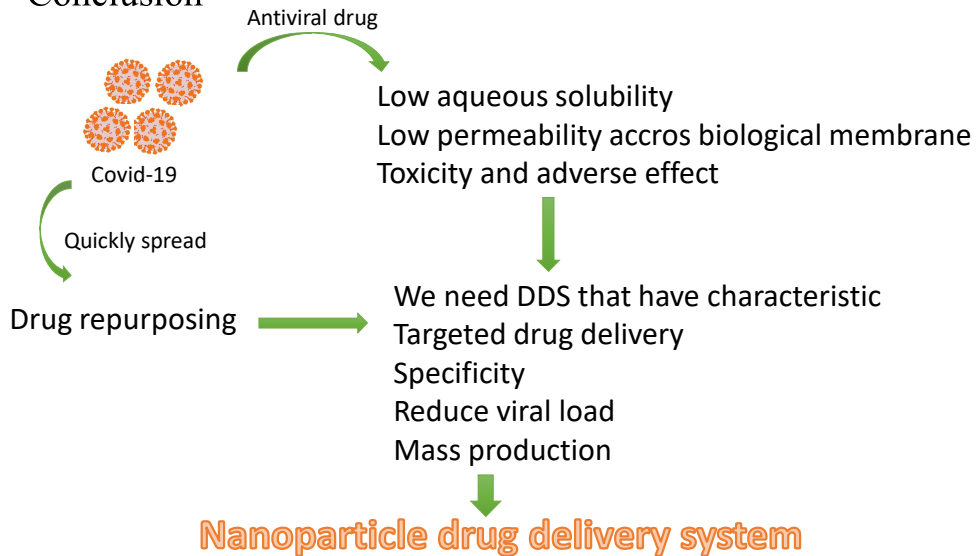 Conclusion
Antiviral drug
Low aqueous solubility
Low permeability accros biological membrane
Toxicity and adverse effect
Covid-19
Quickly spread
Drug repurposing
We need DDS that have characteristic
Targeted drug delivery
Specificity
Reduce viral load
Mass production
Nanoparticle drug delivery system